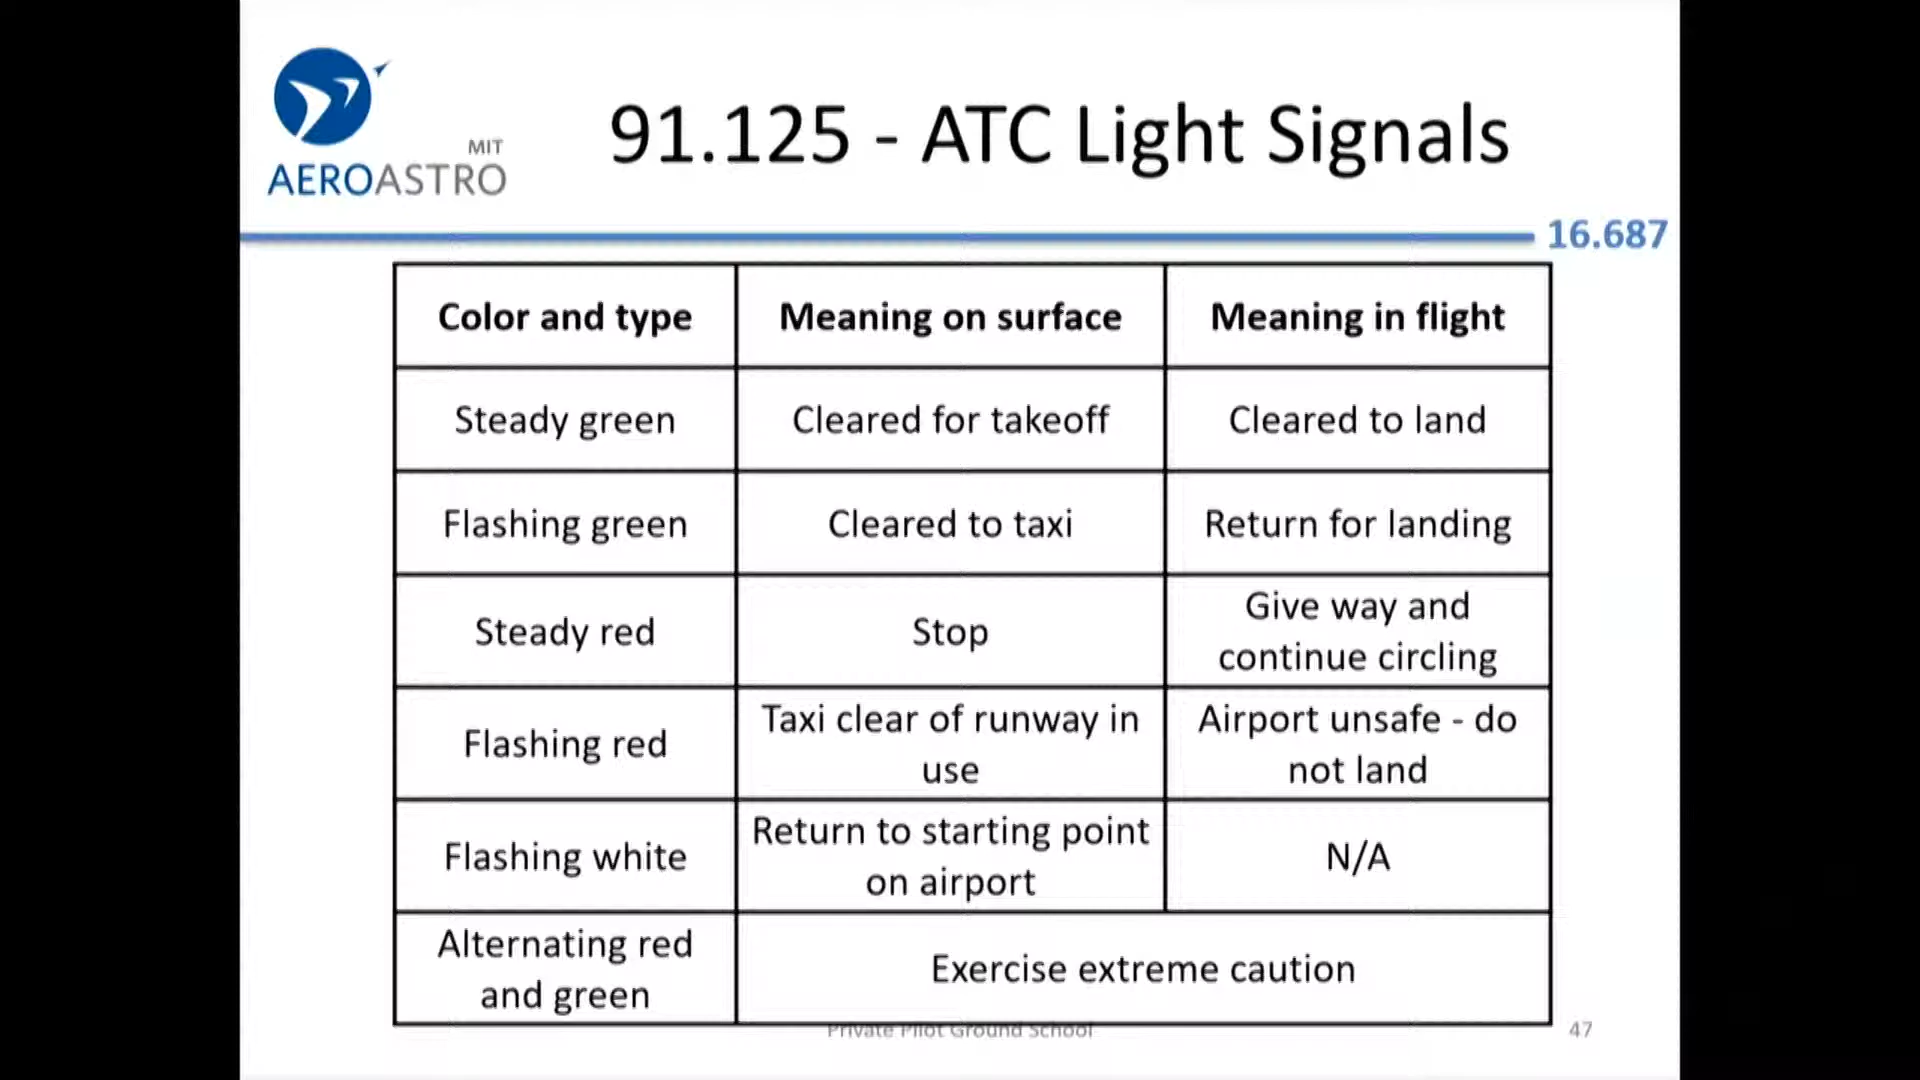 MIT
AEROASTRO
91.125 - ATC Light Signals
16.687
Color and type
Meaning on surface
Meaning in flight
Steady green
Cleared for takeoff
Cleared to land
Flashing green
Cleared to taxi
Return for landing
Steady red
Stop
Give way and
continue circling
Flashing red
Taxi clear of runway in
use
Airport unsafe - do
not land
Flashing white
Return to starting point
on airport
N/A
Alternating red
and green
Exercise extreme caution
Private Pilot Ground School
47